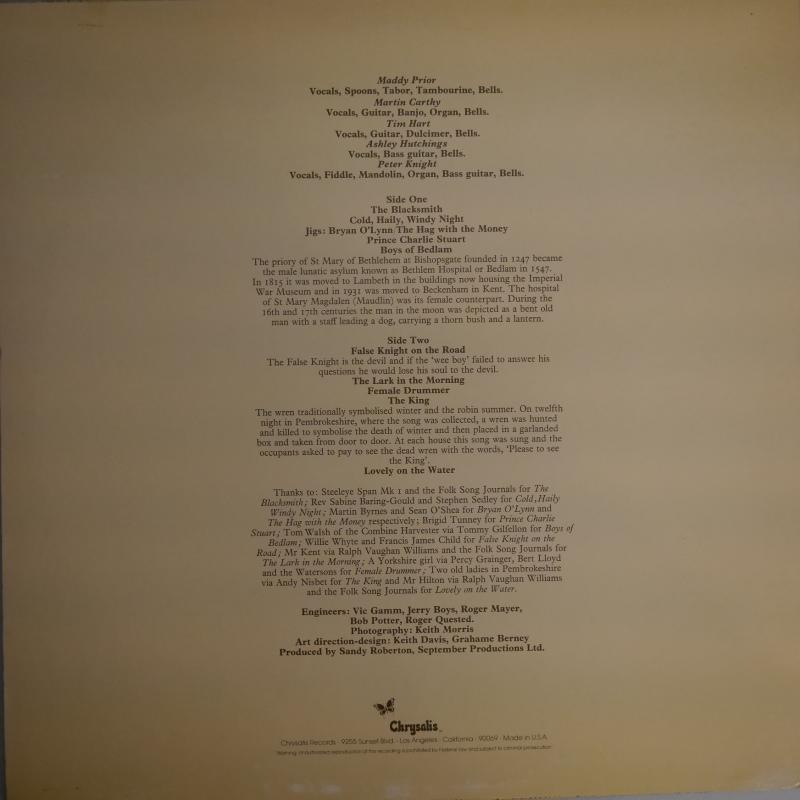 Maddy Prior
Vocals, Spoons, Tabor, Tambourine, Bells.
Martin Carthy
Vocals, Guitar, Banjo, Organ, Bells.
Tim Hart
Vocals, Guitar, Dulcimer, Bells.
Ashley Hutchings
Vocals, Bass guitar, Bells.
Peter Knight
Vocals, Fiddle, Mandolin, Organ, Bass guitar, Bells.
Side One
The Blacksmith
Cold, Haily, Windy Night
Jigs: Bryan O'Lynn/The Hag with the Money
Prince Charlie Stuart
Boys of Bedlam
The priory of St Mary of Bethlehem at Bishopsgate founded in 1247 became
the male lunatic asylum known as Bethlem Hospital or Bedlam in 1547.
In 1815 it was moved to Lambeth in the buildings now housing the Imperial
War Museum and in 1931 was moved to Beckenham in Kent. The hospital
of St Mary Magdalen (Maudlin) was its female counterpart. During the
16th and 17th centuries the man in the moon was depicted as a bent old
man with a staff leading a dog, carrying a thorn bush and a lantern.
Side Two
False Knight on the Road
The False Knight is the devil and if the 'wee boy' failed to answer his
questions he would lose his soul to the devil.
The Lark in the Morning
Female Drummer
The King
The wren traditionally symbolised winter and the robin summer. On twelfth
night in Pembrokeshire, where the song was collected, a wren was hunted
and killed to symbolise the death of winter and then placed in a garlanded
box and taken from door to door. At each house this song was sung and the
occupants asked to pay to see the dead wren with the words, 'Please to see
the King'.
Lovely on the Water
Thanks to: Steeleye Span Mk 1 and the Folk Song Journals for The
Blacksmith; Rev Sabine Baring-Gould and Stephen Sedley for Cold,Haily
Windy Night; Martin Byrnes and Sean O'Shea for Bryan O'Lynn and
The Hag with the Money respectively; Brigid Tunney for Prince Charlie
Stuart; Tom Walsh of the Combine Harvester via Tommy Gilfellon for Boys of
Bedlam; Willie Whyte and Francis James Child for False Knight on the
Road; Mr Kent via Ralph Vaughan Williams and the Folk Song Journals for
The Lark in the Morning; A Yorkshire girl via Percy Grainger, Bert Lloyd
and the Watersons for Female Drummer; Two old ladies in Pembrokeshire
via Andy Nisbet for The King and Mr Hilton via Ralph Vaughan Williams
and the Folk Song Journals for Lovely on the Water.
Engineers: Vic Gamm, Jerry Boys, Roger Mayer,
Bob Potter, Roger Quested.
Photography: Keith Morris
Art direction-design: Keith Davis, Grahame Berney
Produced by Sandy Roberton, September Productions Ltd.
Chrysalis
Chrysalis Records · 9255 Sunset Blvd. · Los Angeles · California · 90069 · Made in U.S.A.
Warning: Unauthorized reproduction of this recording is prohibited by Federal law and subject to criminal prosecution